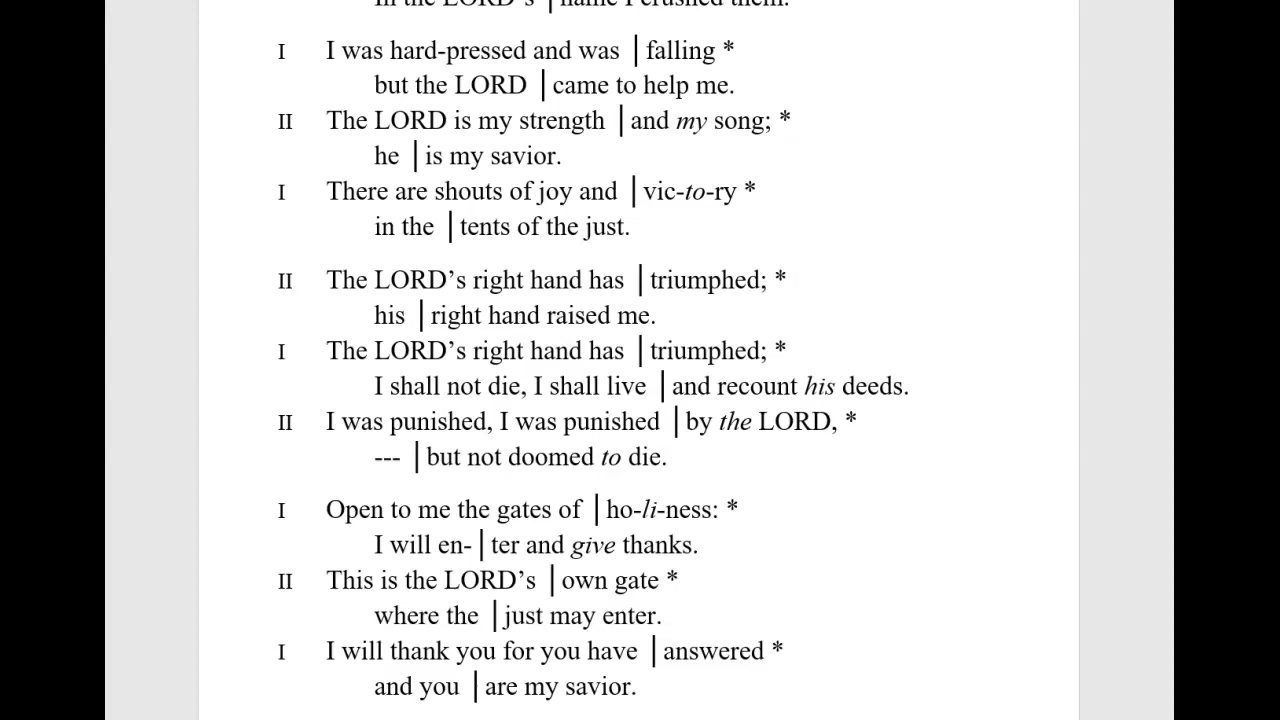 In the LORD’s | name I crushed them.
I I was hard-pressed and was | falling *
but the LORD | came to help me.
II The LORD is my strength | and my song; *
he | is my savior.
I There are shouts of joy and | vic-to-ry *
in the | tents of the just.
II The LORD’s right hand has | triumphed; *
his | right hand raised me.
I The LORD’s right hand has | triumphed; *
I shall not die, I shall live | and recount his deeds.
II I was punished, I was punished | by the LORD, *
--- | but not doomed to die.
I Open to me the gates of | ho-li-ness: *
I will en- | ter and give thanks.
II This is the LORD’s | own gate *
where the | just may enter.
I I will thank you for you have | answered *
and you | are my savior.